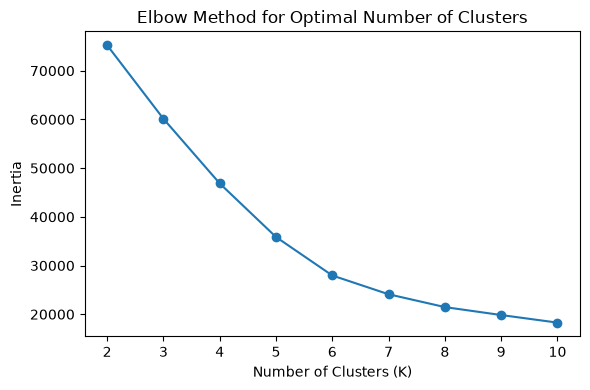 Elbow Method for Optimal Number of Clusters
70000
60000
50000
40000
30000
20000
Inertia
2 3 4 5 6 7 8 9 10
Number of Clusters (K)